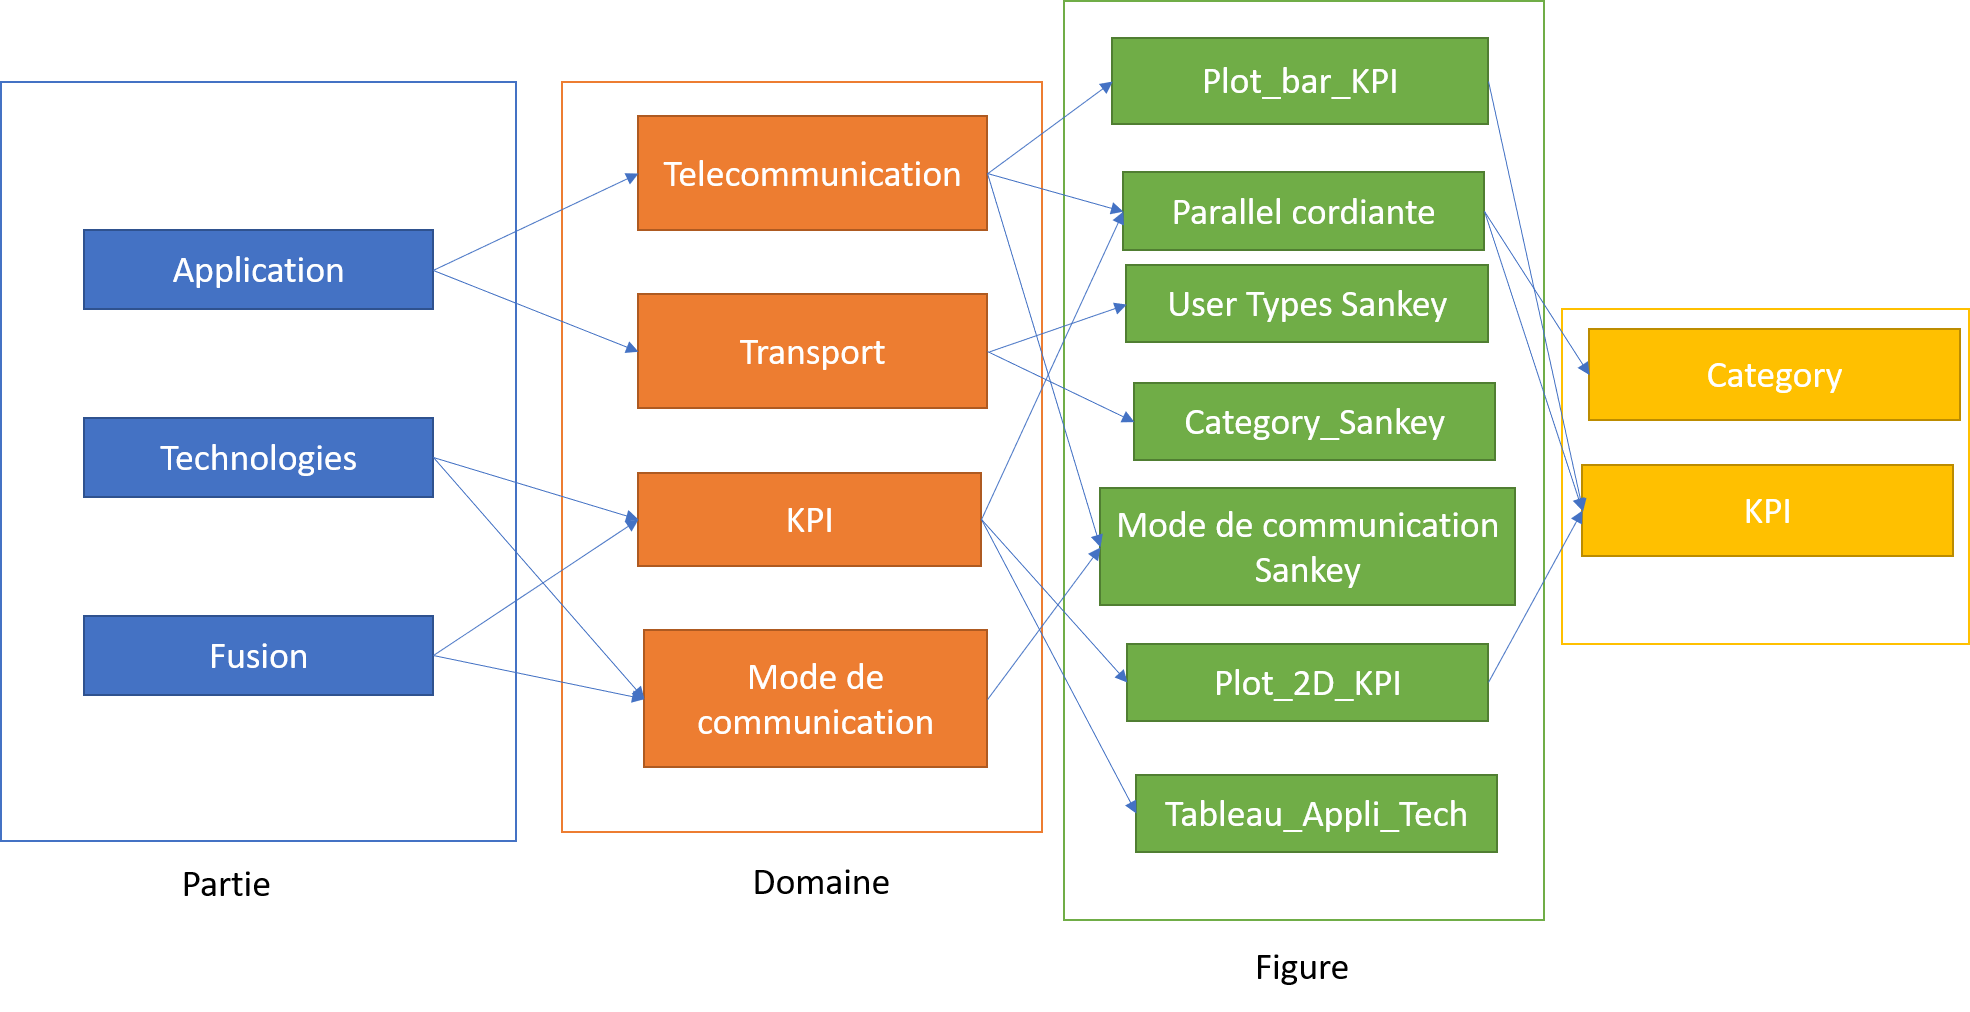 Application
Technologies
Fusion
Partie
Telecommunication
Transport
KPI
Mode de
communication
Domaine
Plot_bar_KPI
Parallel cordiante
User Types Sankey
Category_Sankey
Mode de communication
Sankey
Plot_2D_KPI
Tableau_Appli_Tech
Figure
Category
KPI